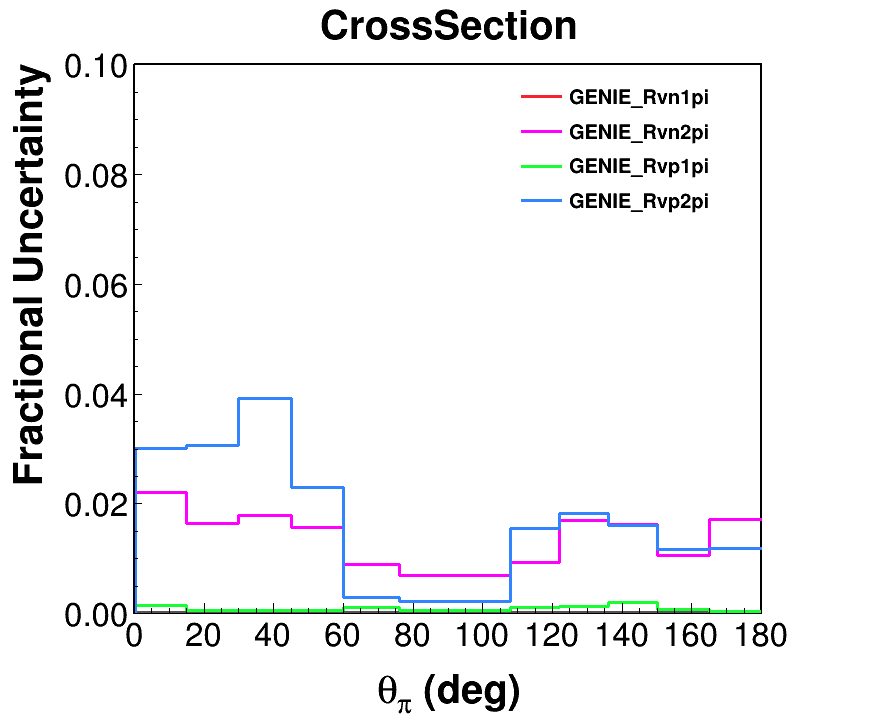 CrossSection
Fractional Uncertainty
0.10
0.08
0.06
0.04
0.02
0.00
GENIE_Rvn1pi
GENIE_Rvn2pi
GENIE_Rvp1pi
GENIE_Rvp2pi
0 20 40 60 80 100 120 140 160 180
θπ (deg)